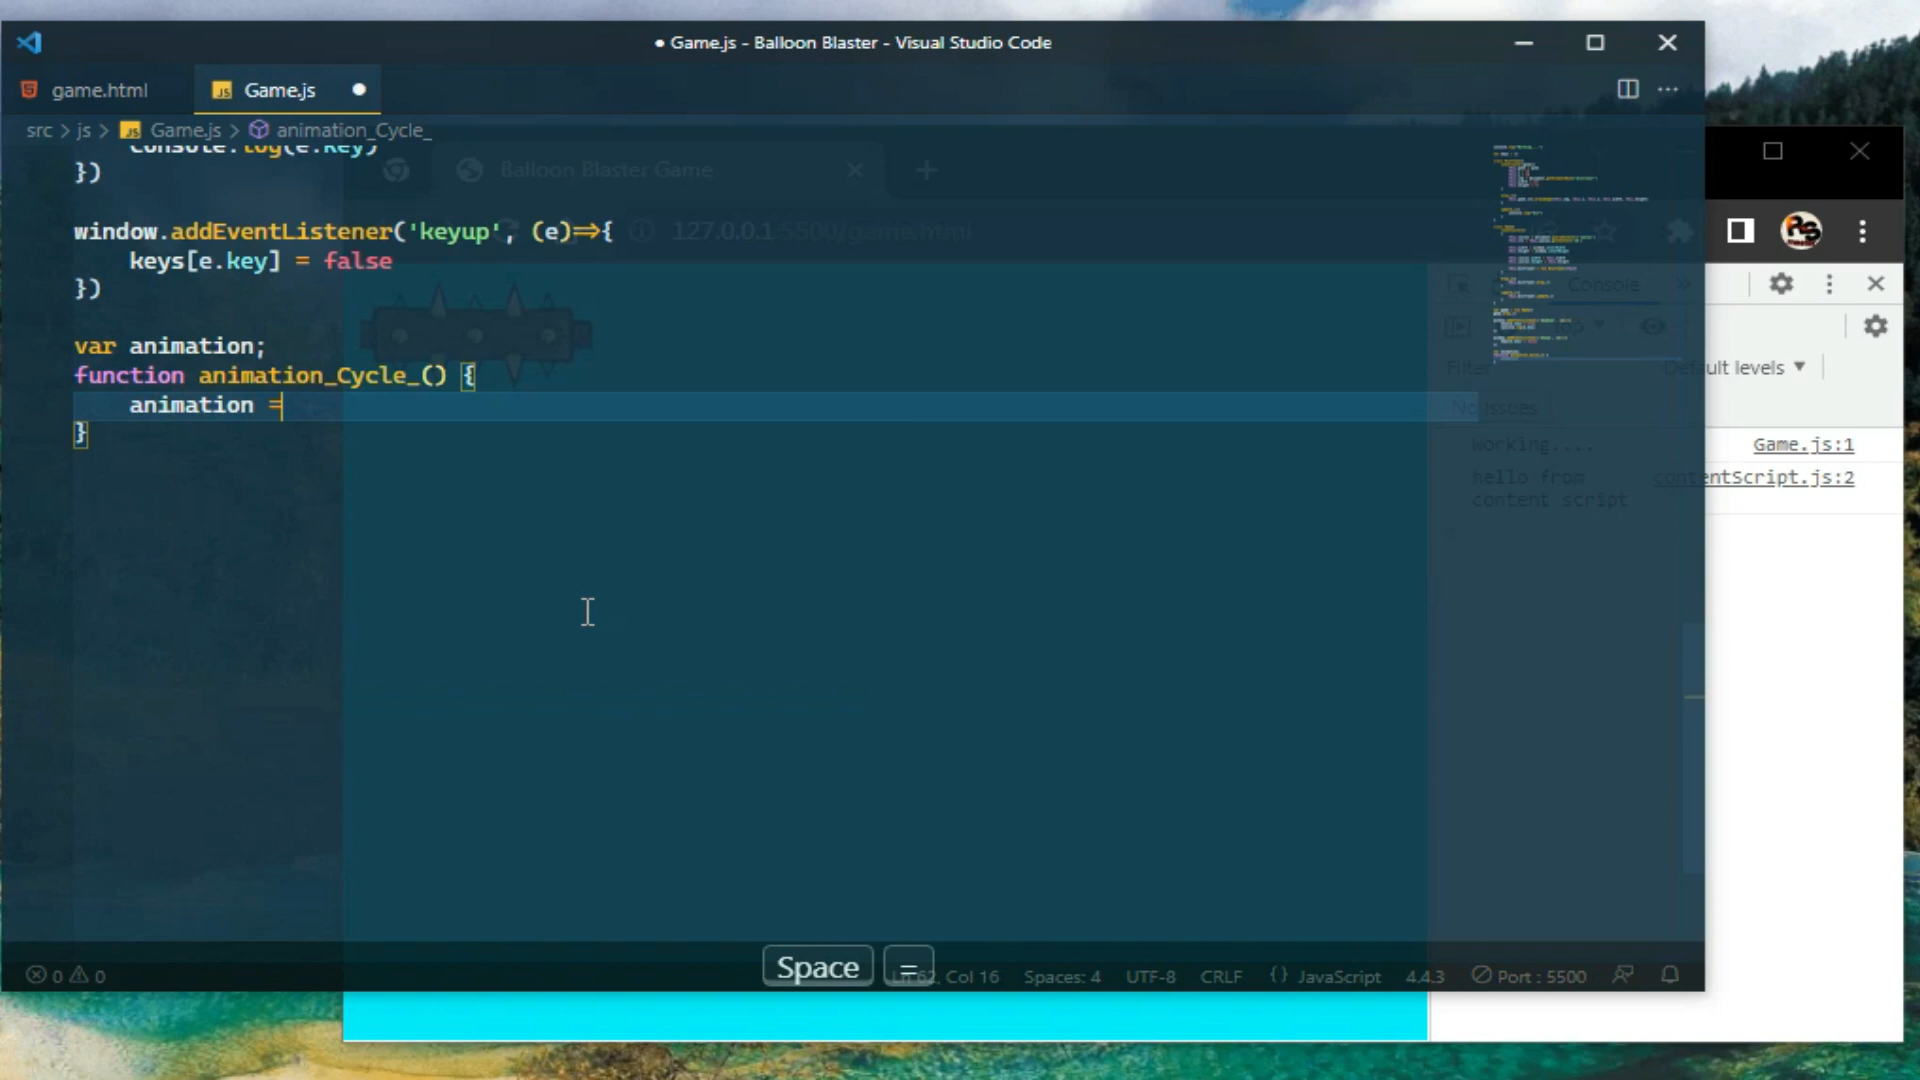 ● Game.js - Balloon Blaster - Visual Studio Code
game.html
Game.js
src > js > Game.js > animation_Cycle_
console.log(e.key)
})
window.addEventListener('keyup', (e)=>{
keys[e.key] = false
})
var animation;
function animation_Cycle_() {
animation =
}
Balloon Blaster Game
127.0.0.1:5500/game.html
Console
top
Filter
Default levels
No Issues
Working....
Game.js:1
hello from
contentScript.js:2
content script
Space
=
0
0
Ln 62, Col 16
Spaces: 4
UTF-8
CRLF
{ } JavaScript
4.4.3
Port : 5500